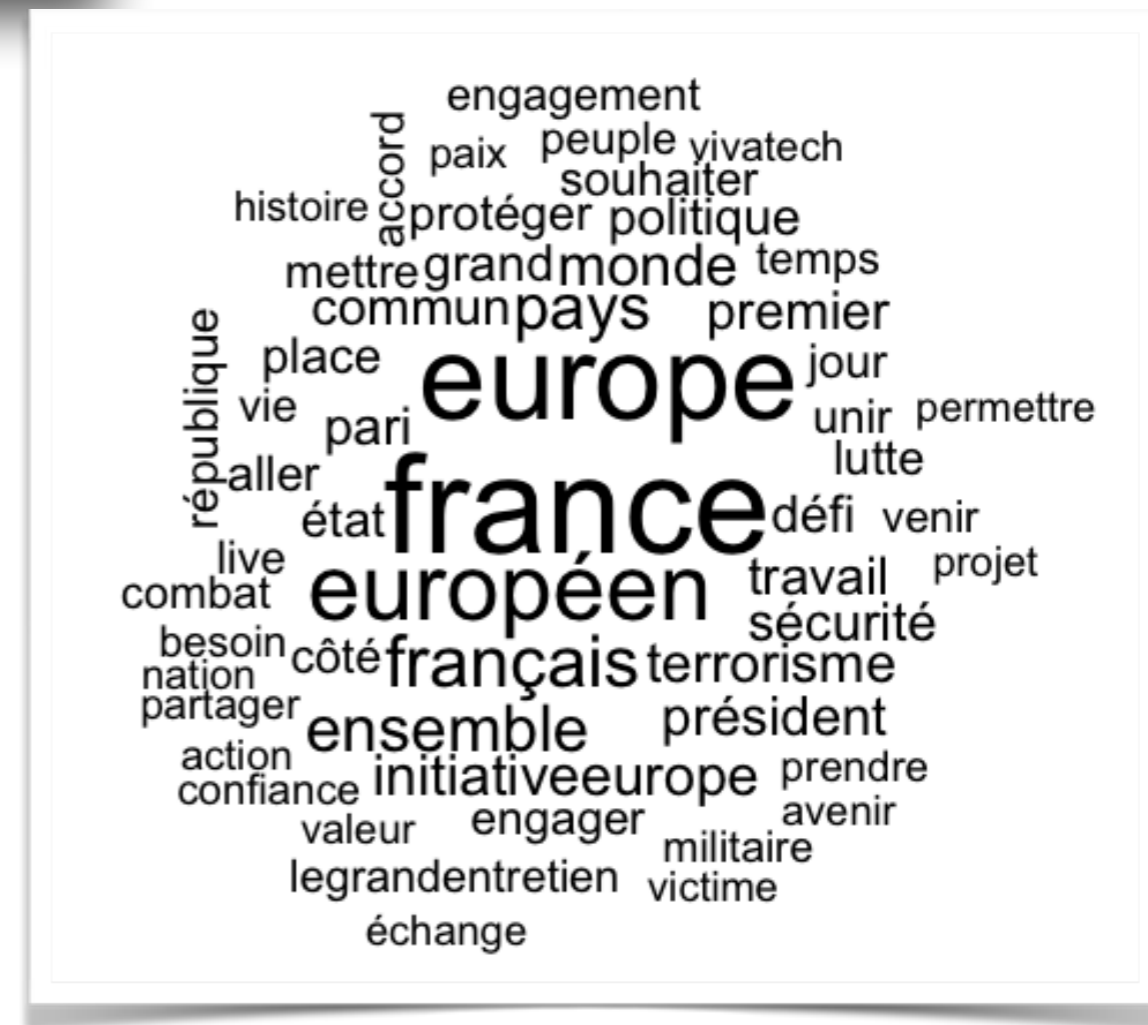 engagement
accord
paix peuple vivatech
souhaiter
histoire protéger politique
mettre grand monde temps
commun pays premier
république
place europe jour
vie pari unir permettre
lutte
aller france
état défi venir
live européen travail projet
combat sécurité
besoin côté français terrorisme
nation
partager ensemble président
action initiativeeurope prendre
confiance
valeur engager avenir
militaire
legrandentretien victime
échange